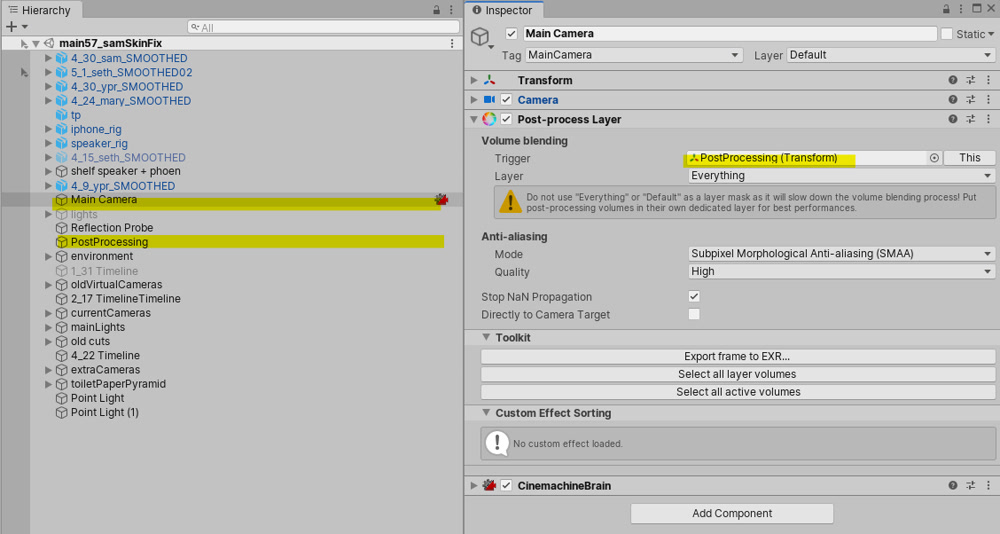 Hierarchy
All
main57_samSkinFix
4_30_sam_SMOOTHED
5_1_seth_SMOOTHED02
4_30_ypr_SMOOTHED
4_24_mary_SMOOTHED
tp
iphone_rig
speaker_rig
4_15_seth_SMOOTHED
shelf speaker + phoen
4_9_ypr_SMOOTHED
Main Camera
lights
Reflection Probe
PostProcessing
environment
1_31 Timeline
oldVirtualCameras
2_17 TimelineTimeline
currentCameras
mainLights
old cuts
4_22 Timeline
extraCameras
toiletPaperPyramid
Point Light
Point Light (1)
Inspector
Main Camera
Static
Tag MainCamera Layer Default
Transform
Camera
Post-process Layer
Volume blending
Trigger PostProcessing (Transform) This
Layer Everything
Do not use "Everything" or "Default" as a layer mask as it will slow down the volume blending process! Put
post-processing volumes in their own dedicated layer for best performances.
Anti-aliasing
Mode Subpixel Morphological Anti-aliasing (SMAA)
Quality High
Stop NaN Propagation
Directly to Camera Target
Toolkit
Export frame to EXR...
Select all layer volumes
Select all active volumes
Custom Effect Sorting
No custom effect loaded.
CinemachineBrain
Add Component